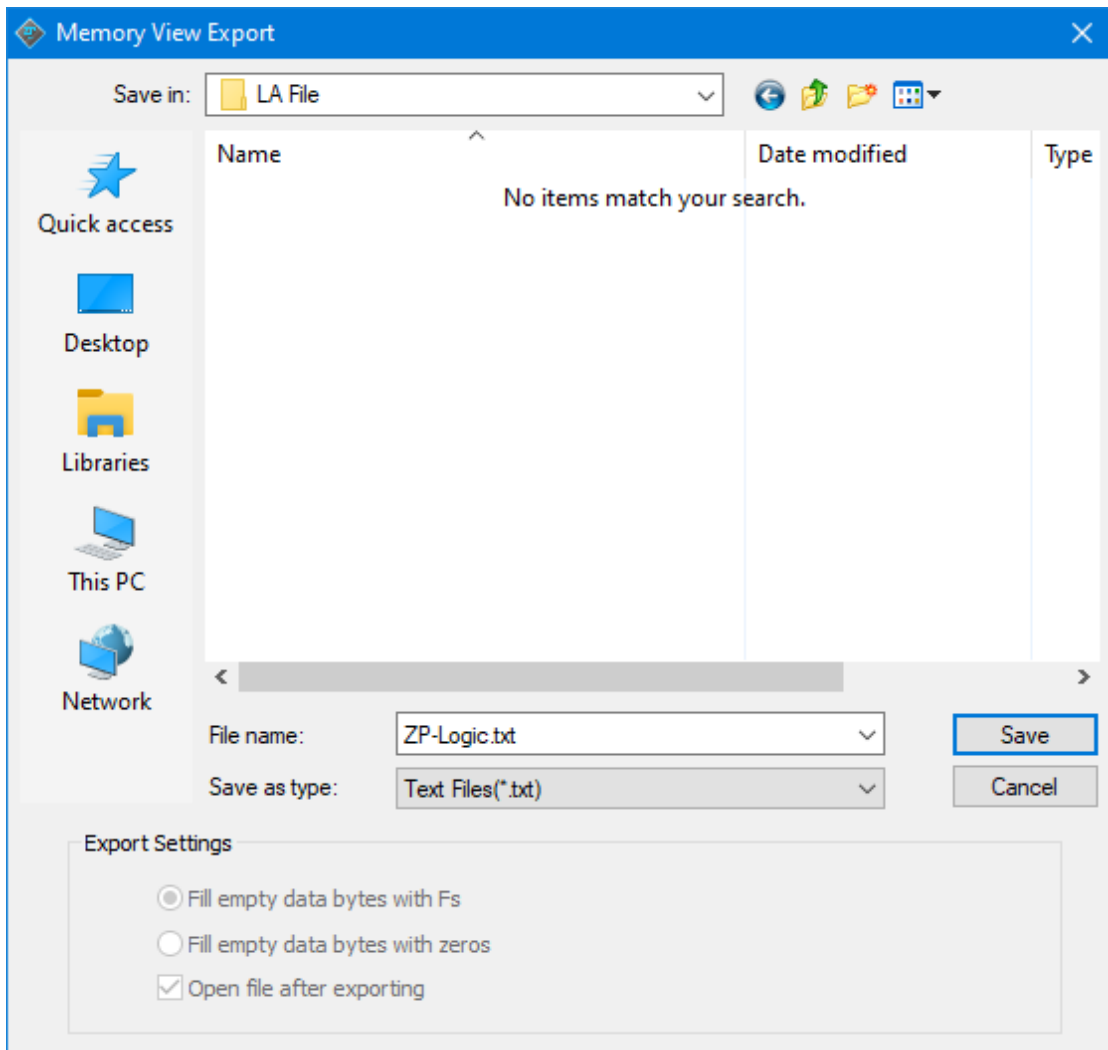 Memory View Export
Save in: LA File
Name Date modified Type
No items match your search.
Quick access
Desktop
Libraries
This PC
Network
File name: ZP-Logic.txt Save
Save as type: Text Files(*.txt) Cancel
Export Settings
Fill empty data bytes with Fs
Fill empty data bytes with zeros
Open file after exporting